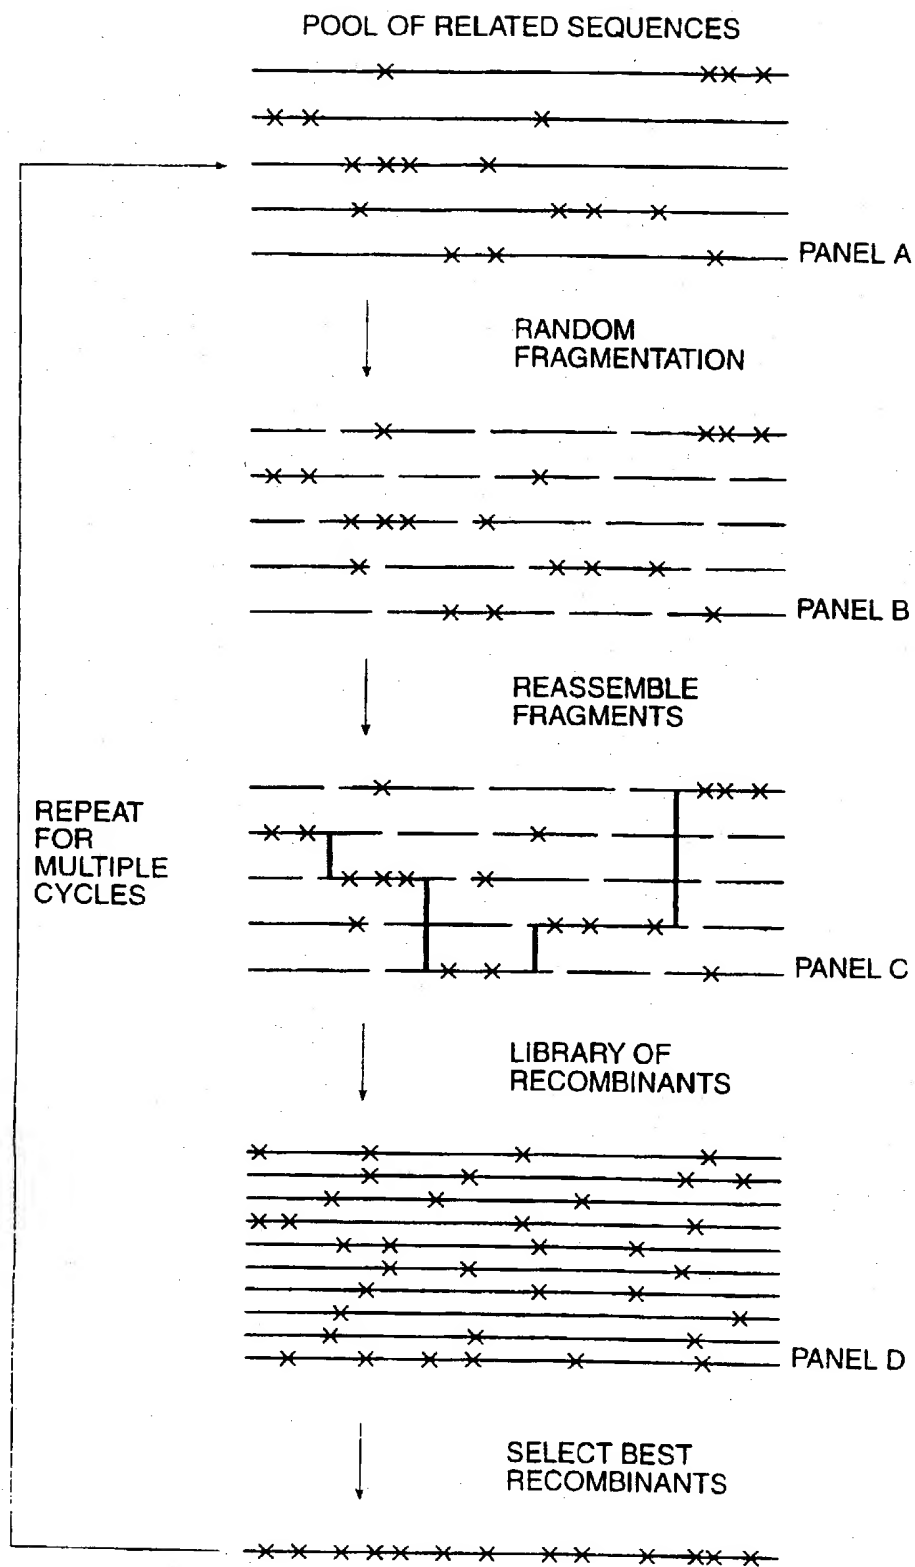 POOL OF RELATED SEQUENCES
PANEL A
RANDOM
FRAGMENTATION
PANEL B
REASSEMBLE
FRAGMENTS
REPEAT
FOR
MULTIPLE
CYCLES
PANEL C
LIBRARY OF
RECOMBINANTS
PANEL D
SELECT BEST
RECOMBINANTS